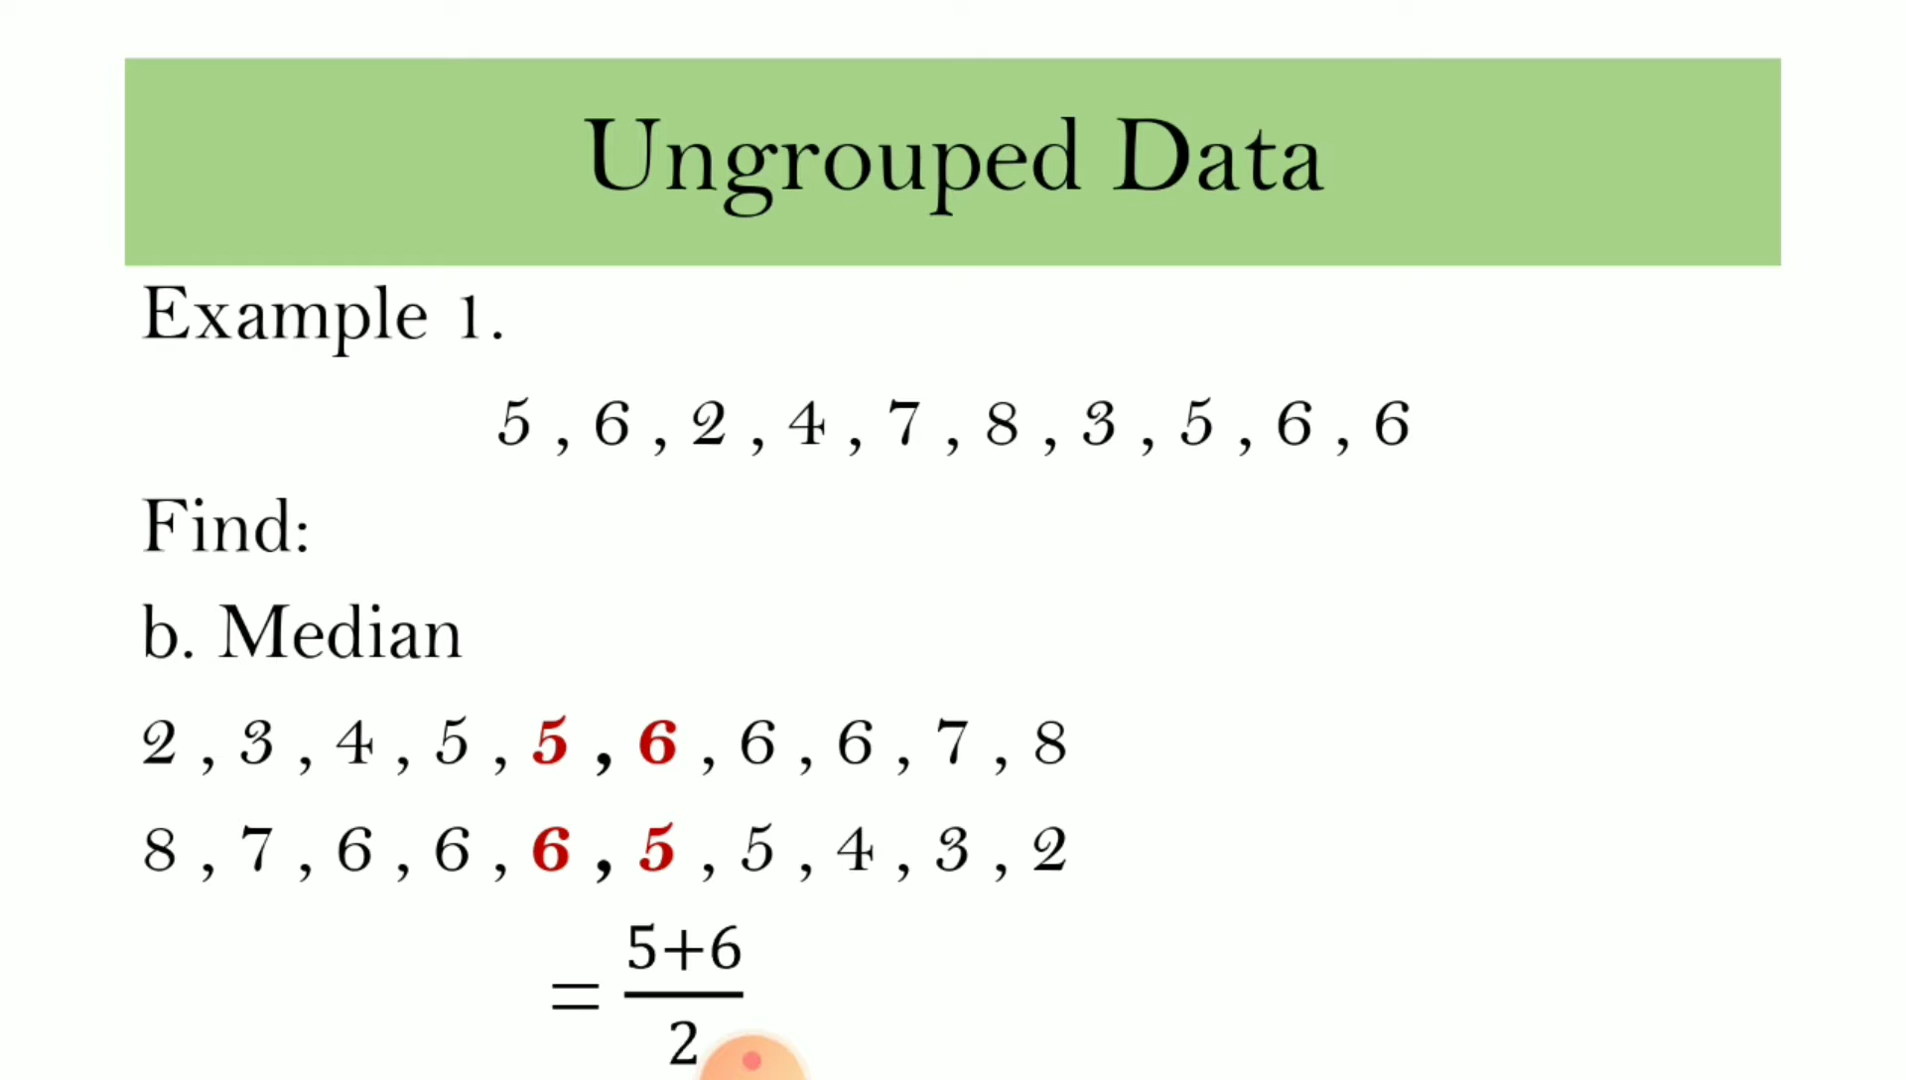 Ungrouped Data
Example 1.
5 , 6 , 2 , 4 , 7 , 8 , 3 , 5 , 6 , 6
Find:
b. Median
2 , 3 , 4 , 5 , 5 , 6 , 6 , 6 , 7 , 8
8 , 7 , 6 , 6 , 6 , 5 , 5 , 4 , 3 , 2
5+6
=
2